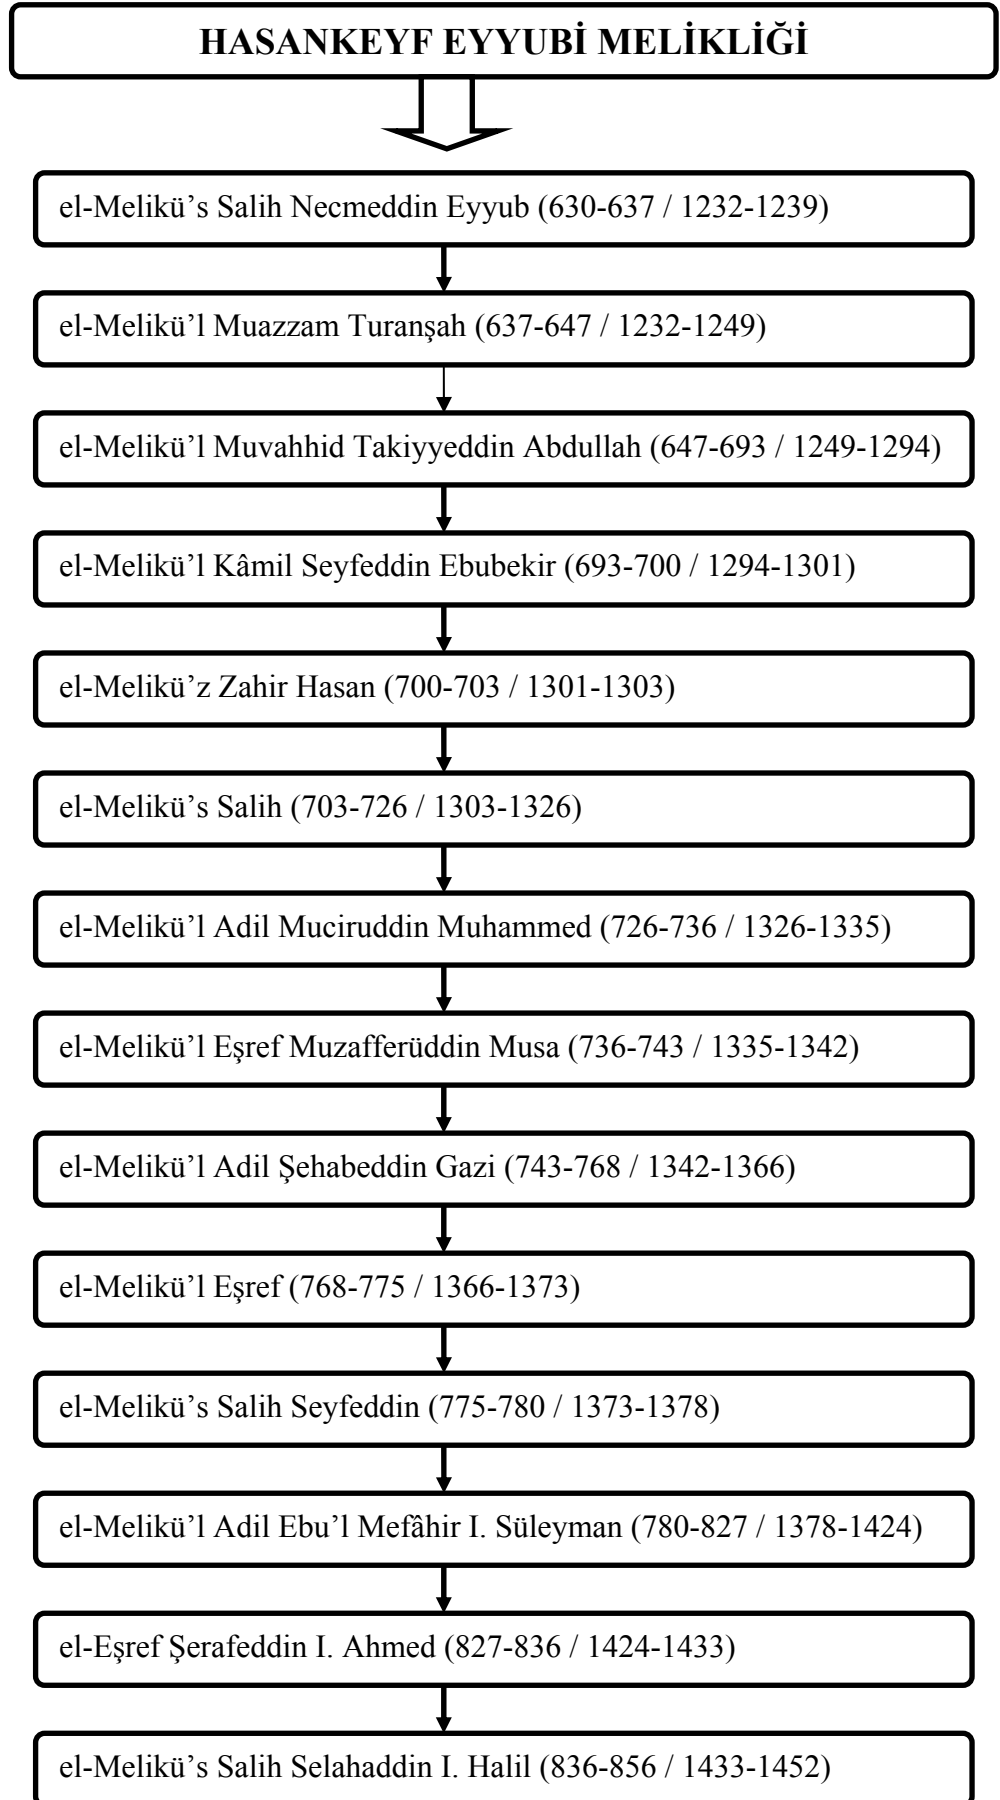 HASANKEYF EYYUBİ MELİKLİĞİ
el-Melikü’s Salih Necmeddin Eyyub (630-637 / 1232-1239)
el-Melikü’l Muazzam Turanşah (637-647 / 1232-1249)
el-Melikü’l Muvahhid Takiyyeddin Abdullah (647-693 / 1249-1294)
el-Melikü’l Kâmil Seyfeddin Ebubekir (693-700 / 1294-1301)
el-Melikü’z Zahir Hasan (700-703 / 1301-1303)
el-Melikü’s Salih (703-726 / 1303-1326)
el-Melikü’l Adil Muciruddin Muhammed (726-736 / 1326-1335)
el-Melikü’l Eşref Muzafferüddin Musa (736-743 / 1335-1342)
el-Melikü’l Adil Şehabeddin Gazi (743-768 / 1342-1366)
el-Melikü’l Eşref (768-775 / 1366-1373)
el-Melikü’s Salih Seyfeddin (775-780 / 1373-1378)
el-Melikü’l Adil Ebu’l Mefâhir I. Süleyman (780-827 / 1378-1424)
el-Eşref Şerafeddin I. Ahmed (827-836 / 1424-1433)
el-Melikü’s Salih Selahaddin I. Halil (836-856 / 1433-1452)